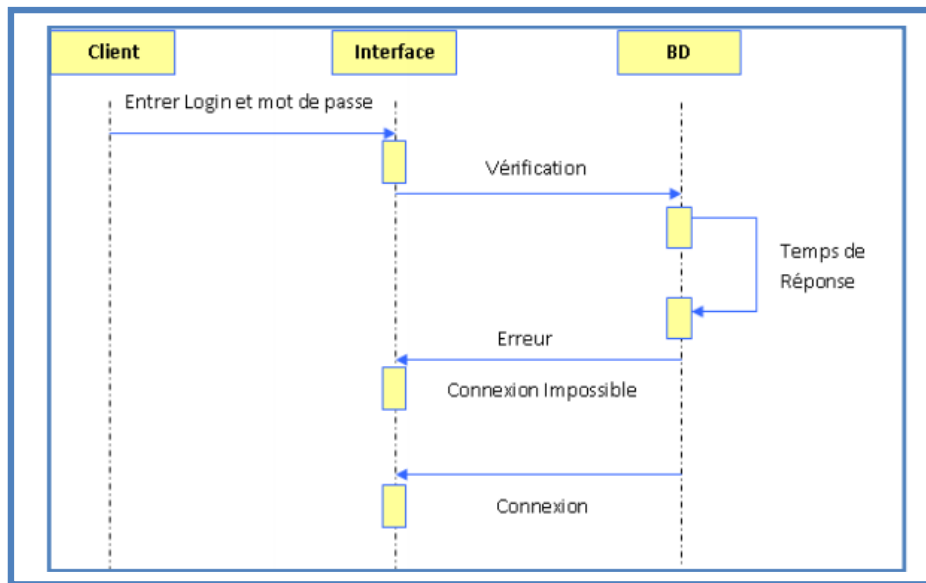 Client
Interface
BD
Entrer Login et mot de passe
Vérification
Temps de
Réponse
Erreur
Connexion Impossible
Connexion